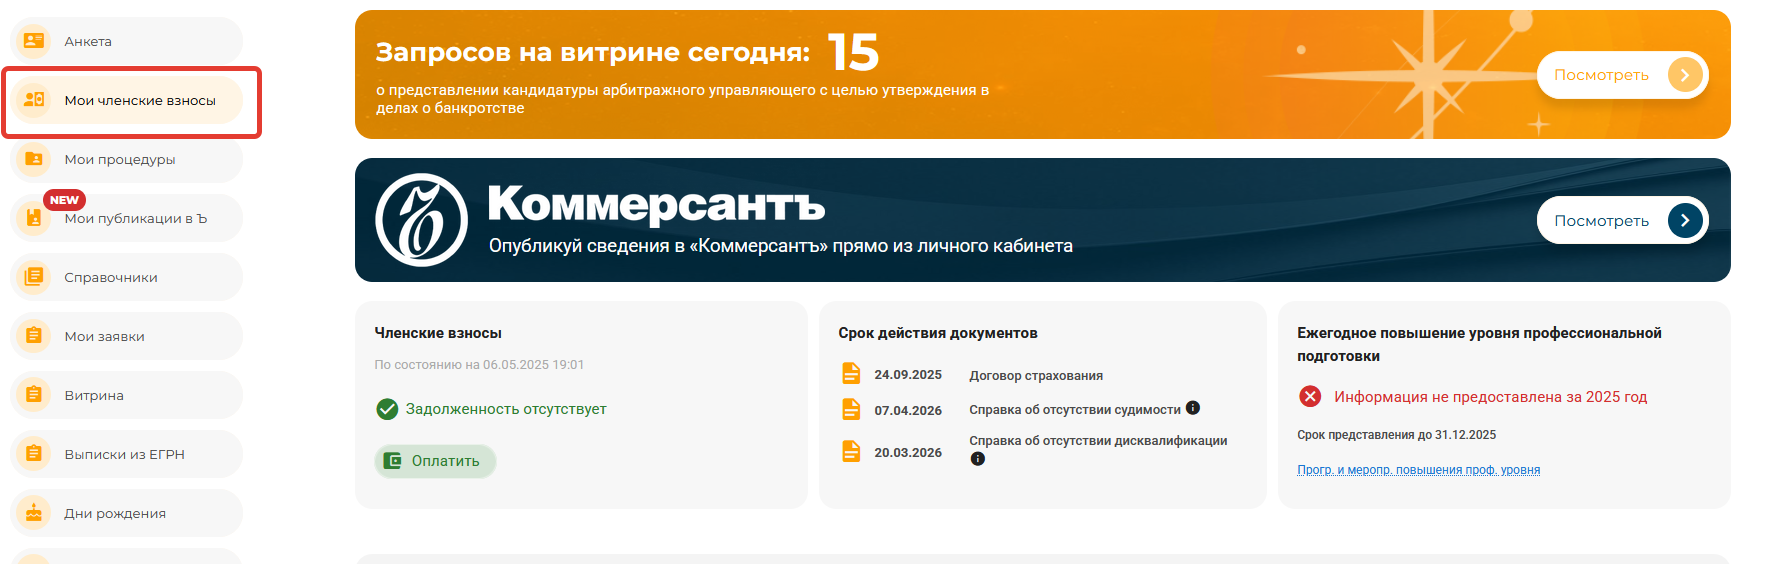 Анкета
Мои членские взносы
Мои процедуры
NEW
Мои публикации в Ъ
Справочники
Мои заявки
Витрина
Выписки из ЕГРН
Дни рождения
Запросов на витрине сегодня: 15
о представлении кандидатуры арбитражного управляющего с целью утверждения в
делах о банкротстве
Посмотреть
Ъ
Коммерсантъ
Опубликуй сведения в «Коммерсантъ» прямо из личного кабинета
Посмотреть
Членские взносы
По состоянию на 06.05.2025 19:01
Задолженность отсутствует
Оплатить
Срок действия документов
24.09.2025 Договор страхования
07.04.2026 Справка об отсутствии судимости
20.03.2026 Справка об отсутствии дисквалификации
Ежегодное повышение уровня профессиональной
подготовки
Информация не предоставлена за 2025 год
Срок представления до 31.12.2025
Прогр. и меропр. повышения проф. уровня